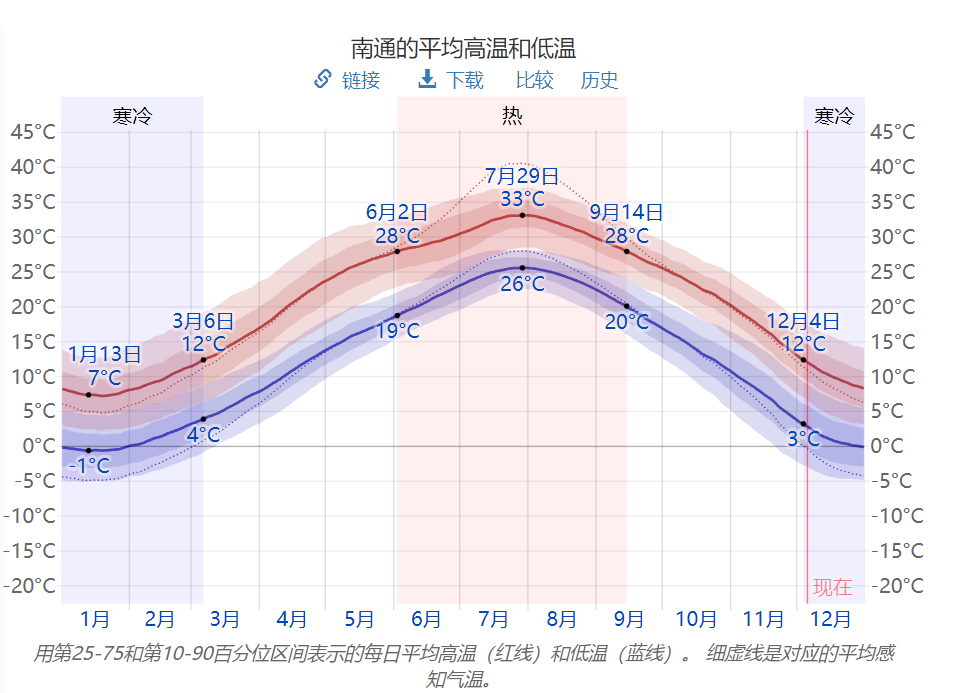 南通的平均高温和低温
链接 下载 比较 历史
寒冷 热 寒冷
45°C 45°C
40°C 40°C
35°C 35°C
30°C 30°C
25°C 25°C
20°C 20°C
15°C 15°C
10°C 10°C
5°C 5°C
0°C 0°C
-5°C -5°C
-10°C -10°C
-15°C -15°C
-20°C -20°C
1月13日
7°C
-1°C
3月6日
12°C
4°C
6月2日
28°C
19°C
7月29日
33°C
26°C
9月14日
28°C
20°C
12月4日
12°C
3°C
现在
1月 2月 3月 4月 5月 6月 7月 8月 9月 10月 11月 12月
用第25-75和第10-90百分位区间表示的每日平均高温（红线）和低温（蓝线）。 细虚线是对应的平均感
知气温。